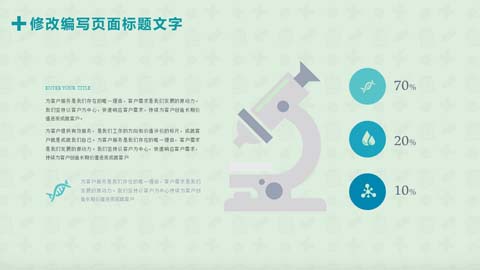 修改编写页面标题文字
ENTER YOUR TITLE
为客户服务是我们存在的唯一理由，客户需求是我们发展的原动力。
我们坚持以客户为中心，快速响应客户需求，持续为客户创造长期价
值进而成就客户。
为客户提供有效服务，是我们工作的方向和价值评价的标尺，成就客
户就是成就我们自己。为客户服务是我们存在的唯一理由，客户需求
是我们发展的原动力。我们坚持以客户为中心，快速响应客户需求，
持续为客户创造长期价值进而成就客户
为客户服务是我们存在的唯一理由，客户需求是我们
发展的原动力。我们坚持以客户为中心持续为客户创
造长期价值进而成就客户
70%
20%
10%